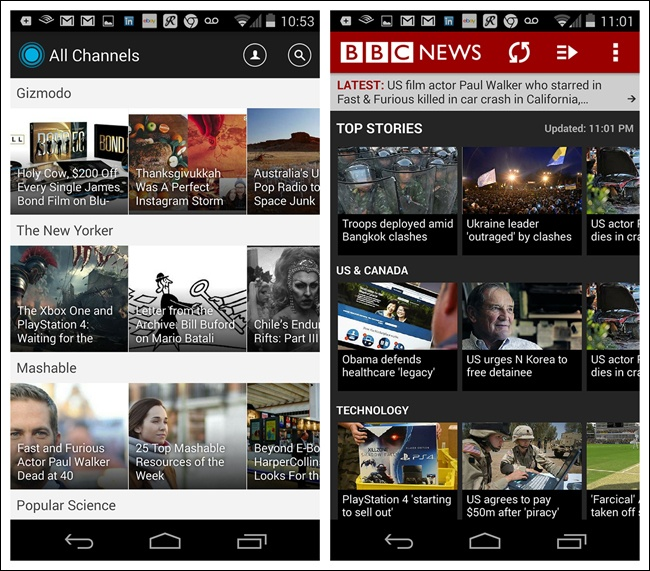 10:53
All Channels
Gizmodo
BOND
Holy Cow, $200 Off
Every Single James
Bond Film on Blu-
Thanksgivukkah
Was A Perfect
Instagram Storm
Australia's U
Pop Radio to
Space Junk
The New Yorker
The Xbox One and
PlayStation 4:
Waiting for the
Letter from the
Archive: Bill Buford
on Mario Batali
Chile's Endu
Rifts: Part III
Mashable
Fast and Furious
Actor Paul Walker
Dead at 40
25 Top Mashable
Resources of the
Week
Beyond E-Bo
HarperCollins
Looks For th
Popular Science
11:01
BBC NEWS
LATEST: US film actor Paul Walker who starred in
Fast & Furious killed in car crash in California,...
TOP STORIES
Updated: 11:01 PM
Troops deployed amid
Bangkok clashes
Ukraine leader
'outraged' by clashes
US actor P
dies in cra
US & CANADA
Obama defends
healthcare 'legacy'
US urges N Korea to
free detainee
US actor P
dies in cra
TECHNOLOGY
KILLZONE
PS4
PlayStation 4 'starting
to sell out'
US agrees to pay
$50m after 'piracy'
'Farcical' A
taken off s